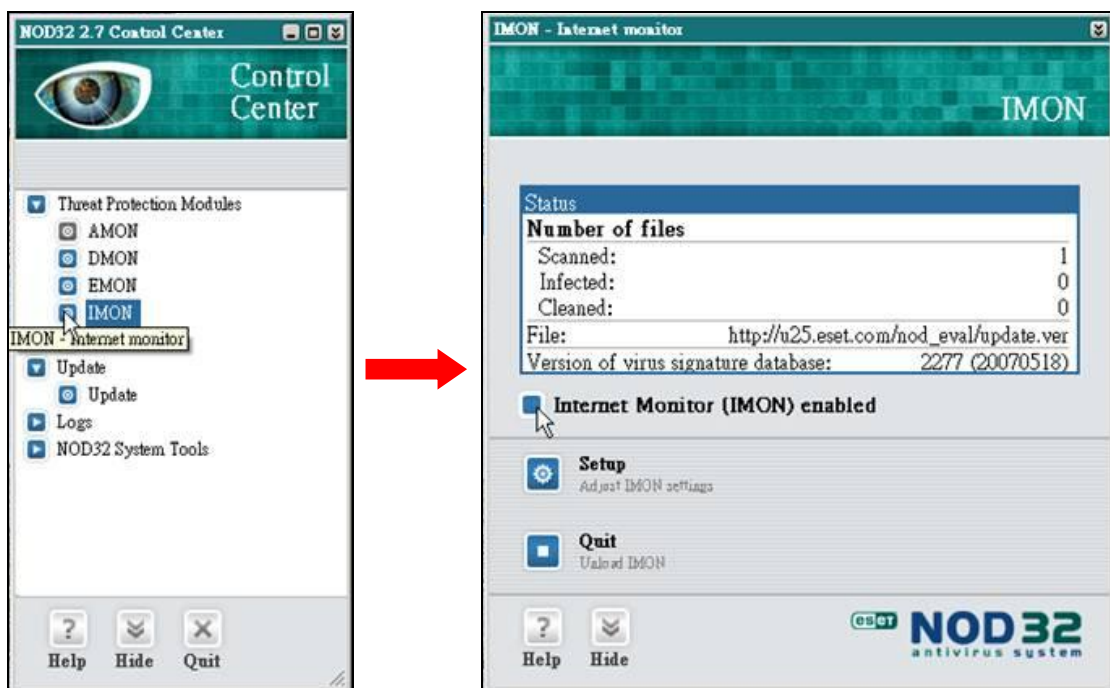 NOD32 2.7 Control Center
Control
Center
Threat Protection Modules
AMON
DMON
EMON
IMON
IMON - Internet monitor
Update
Update
Logs
NOD32 System Tools
Help Hide Quit
IMON - Internet monitor
IMON
Status
Number of files
Scanned: 1
Infected: 0
Cleaned: 0
File: http://u25.eset.com/nod_eval/update.ver
Version of virus signature database: 2277 (20070518)
Internet Monitor (IMON) enabled
Setup
Adjust IMON settings
Quit
Unload IMON
Help Hide
eset NOD32
antivirus system